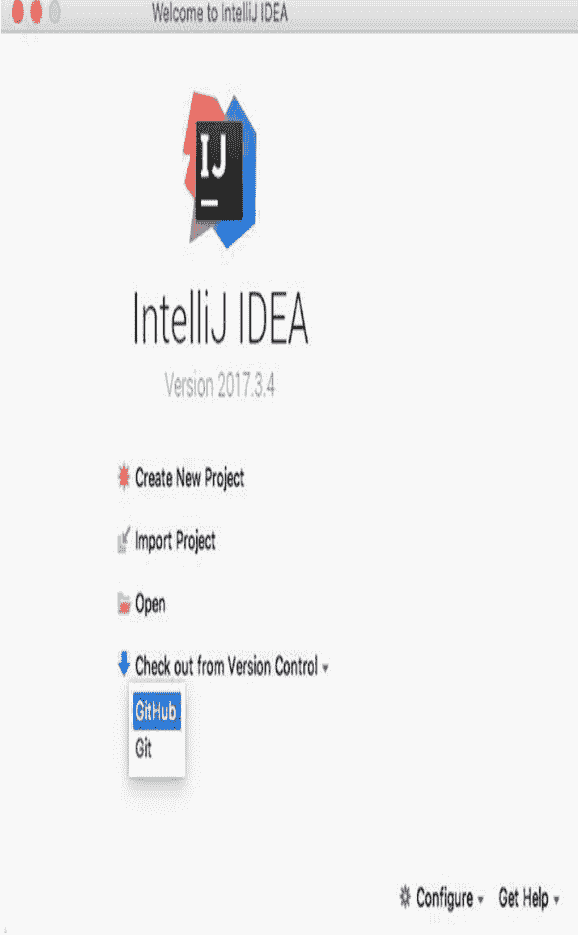 Welcome to IntelliJ IDEA
IJ
IntelliJ IDEA
Version 2017.3.4
Create New Project
Import Project
Open
Check out from Version Control
GitHub
Git
Configure Get Help